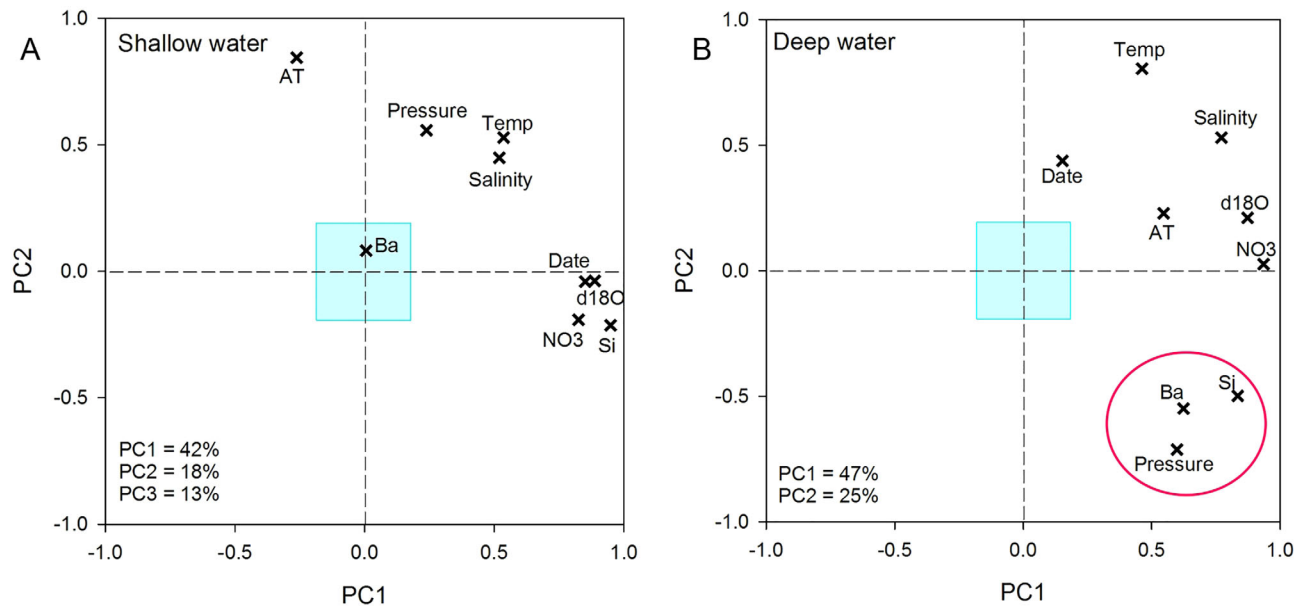 A
Shallow water
AT
Pressure
Temp
Salinity
Ba
Date
d18O
NO3
Si
PC1 = 42%
PC2 = 18%
PC3 = 13%
1.0
0.5
0.0
-0.5
-1.0
PC2
-1.0
-0.5
0.0
0.5
1.0
PC1
B
Deep water
Temp
Salinity
Date
d18O
AT
NO3
Si
Ba
Pressure
PC1 = 47%
PC2 = 25%
1.0
0.5
0.0
-0.5
-1.0
-1.0
-0.5
0.0
0.5
1.0
PC1